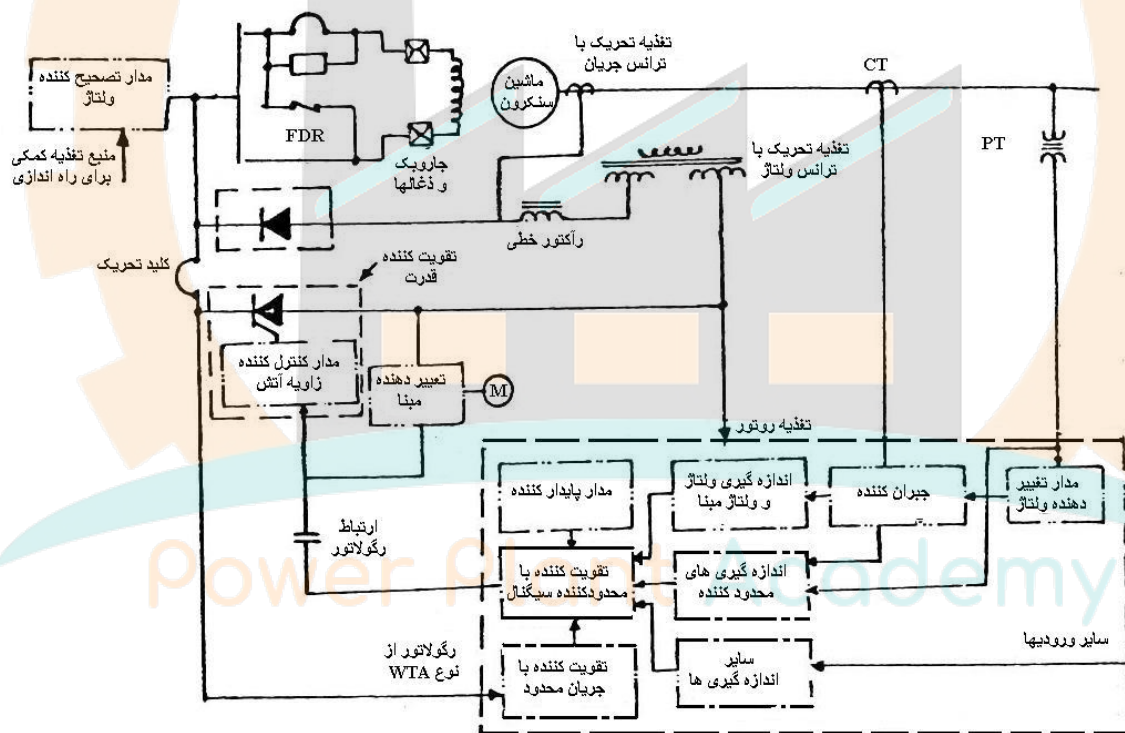 تغذیه تحریک با
ترانس جریان
CT
مدار تصحیح کننده
ولتاژ
ماشین
سنکرون
FDR
PT
منبع تغذیه کمکی
برای راه اندازی
جاروبک
و ذغالها
تغذیه تحریک با
ترانس ولتاژ
رآکتور خطی
کلید تحریک
تقویت کننده
قدرت
مدار کنترل کننده
زاویه آتش
تعییر دهنده
مبنا
M
تغذیه روتور
مدار پایدار کننده
اندازه گیری ولتاژ
و ولتاژ مبنا
جبران کننده
مدار تغییر
دهنده ولتاژ
ارتباط
رگولاتور
تقویت کننده با
محدودکننده سیگنال
اندازه گیری های
محدود کننده
Power Plant Academy
سایر ورودیها
رگولاتور از
نوع WTA
تقویت کننده با
جریان محدود
سایر
اندازه گیری ها